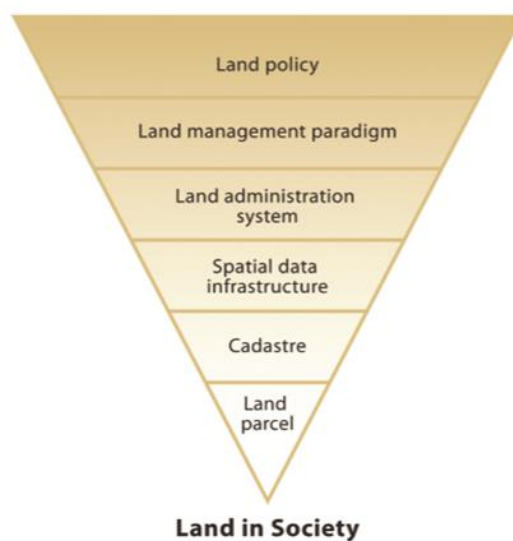 Land policy
Land management paradigm
Land administration
system
Spatial data
infrastructure
Cadastre
Land
parcel
Land in Society